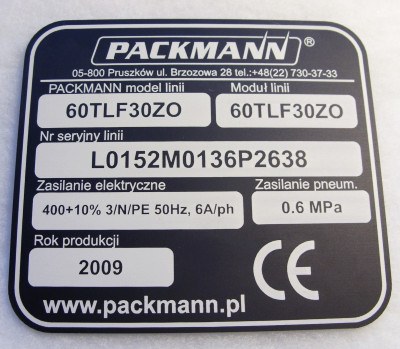 PACKMANN®
05-800 Pruszków ul. Brzozowa 28 tel.:+48(22) 730-37-33
PACKMANN model linii Moduł linii
60TLF30ZO 60TLF30ZO
Nr seryjny linii
L0152M0136P2638
Zasilanie elektryczne Zasilanie pneum.
400+10% 3/N/PE 50Hz, 6A/ph 0.6 MPa
Rok produkcji
2009 CE
www.packmann.pl